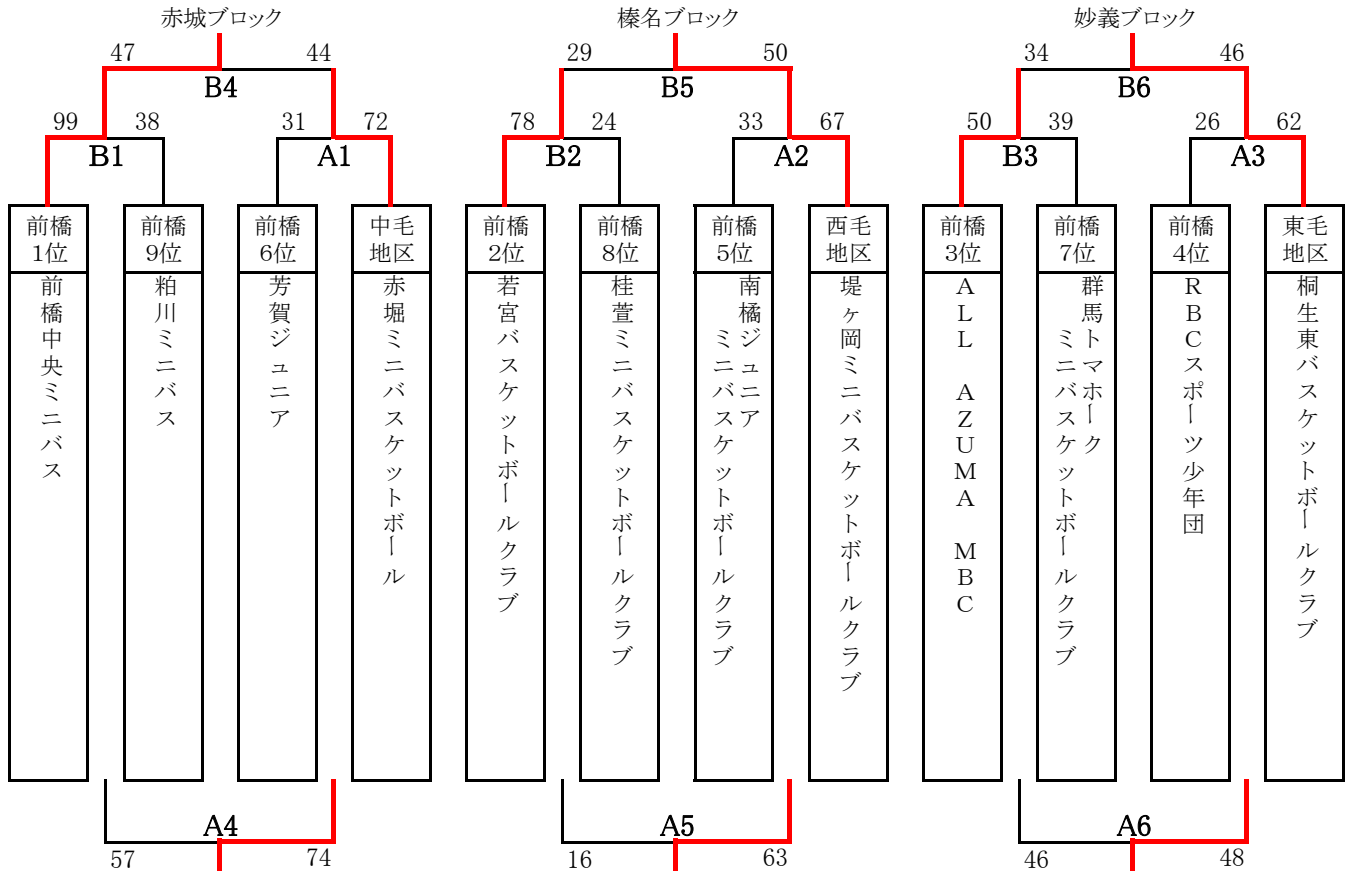 赤城ブロック
榛名ブロック
妙義ブロック
47
44
29
50
34
46
B4
B5
B6
99
38
31
72
78
24
33
67
50
39
26
62
B1
A1
B2
A2
B3
A3
前橋
1位
前橋
9位
前橋
6位
中毛
地区
前橋
2位
前橋
8位
前橋
5位
西毛
地区
前橋
3位
前橋
7位
前橋
4位
東毛
地区
前橋中央ミニバス
粕川ミニバス
芳賀ジュニア
赤堀ミニバスケットボール
若宮バスケットボールクラブ
桂萱ミニバスケットボールクラブ
南橘ジュニア
ミニバスケットボールクラブ
堤ヶ岡ミニバスケットボールクラブ
ALL AZUMA MBC
群馬トマホーク
ミニバスケットボールクラブ
RBCスポーツ少年団
桐生東バスケットボールクラブ
A4
A5
A6
57
74
16
63
46
48